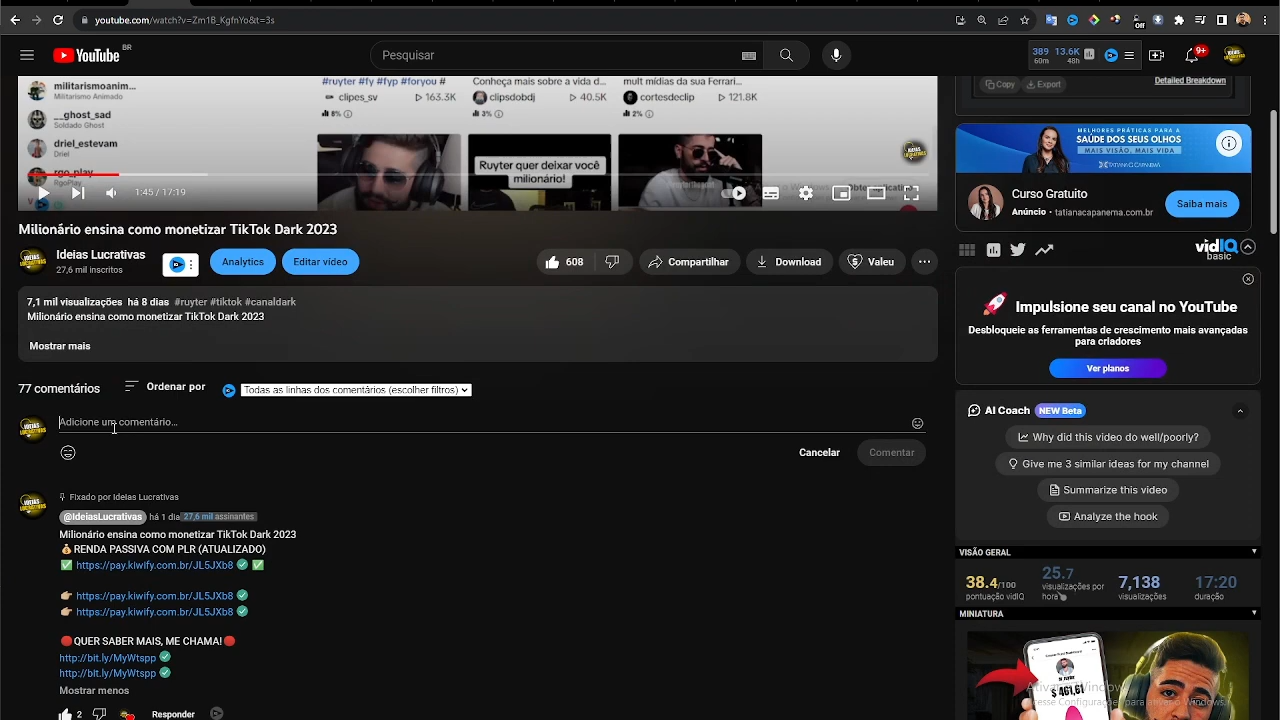 youtube.com/watch?v=Zm1B_KgfnYo&t=3s
Off
YouTube BR
Pesquisar
389 60m
13.6K 48h
9+
militarismoanim...
Militarismo Animado
__ghost_sad
Soldado Ghost
driel_estevam
Driel
rgo_play
RgoPlay
#ruyter #fy #fyp #foryou #
clipes_sv 163.3K
8%
Conheça mais sobre a vida d...
clipsdobdj 40.5K
3%
mult mídias da sua Ferrari...
cortesdeclip 121.8K
2%
Ruyter quer deixar você
milionário!
IDEIAS LUCRATIVAS
1:45 / 17:19
Milionário ensina como monetizar TikTok Dark 2023
Ideias Lucrativas
27,6 mil inscritos
Analytics
Editar vídeo
608
Compartilhar
Download
Valeu
7,1 mil visualizações há 8 dias #ruyter #tiktok #canaldark
Milionário ensina como monetizar TikTok Dark 2023
Mostrar mais
77 comentários
Ordenar por
Todas as linhas dos comentários (escolher filtros)
Adicione um comentário...
Cancelar
Comentar
Fixado por Ideias Lucrativas
@IdeiasLucrativas há 1 dia 27,6 mil assinantes
Milionário ensina como monetizar TikTok Dark 2023
💰RENDA PASSIVA COM PLR (ATUALIZADO)
✅ https://pay.kiwify.com.br/JL5JXb8 ✅
👉 https://pay.kiwify.com.br/JL5JXb8
👉 https://pay.kiwify.com.br/JL5JXb8
🔴QUER SABER MAIS, ME CHAMA!🔴
http://bit.ly/MyWtspp
http://bit.ly/MyWtspp
Mostrar menos
2
Responder
Copy
Export
Detailed Breakdown
MELHORES PRÁTICAS PARA A
SAÚDE DOS SEUS OLHOS
MAIS VISÃO, MAIS VIDA
TATIANA CAPANEMA
Curso Gratuito
Anúncio • tatianacapanema.com.br
Saiba mais
vidIQ
basic
Impulsione seu canal no YouTube
Desbloqueie as ferramentas de crescimento mais avançadas
para criadores
Ver planos
AI Coach NEW Beta
Why did this video do well/poorly?
Give me 3 similar ideas for my channel
Summarize this video
Analyze the hook
VISÃO GERAL
38.4/100
pontuação vidIQ
25.7
visualizações por
hora
7,138
visualizações
17:20
duração
MINIATURA
$ 461,61
Ativar o Windows
Acesse Configurações para ativar o Windows.